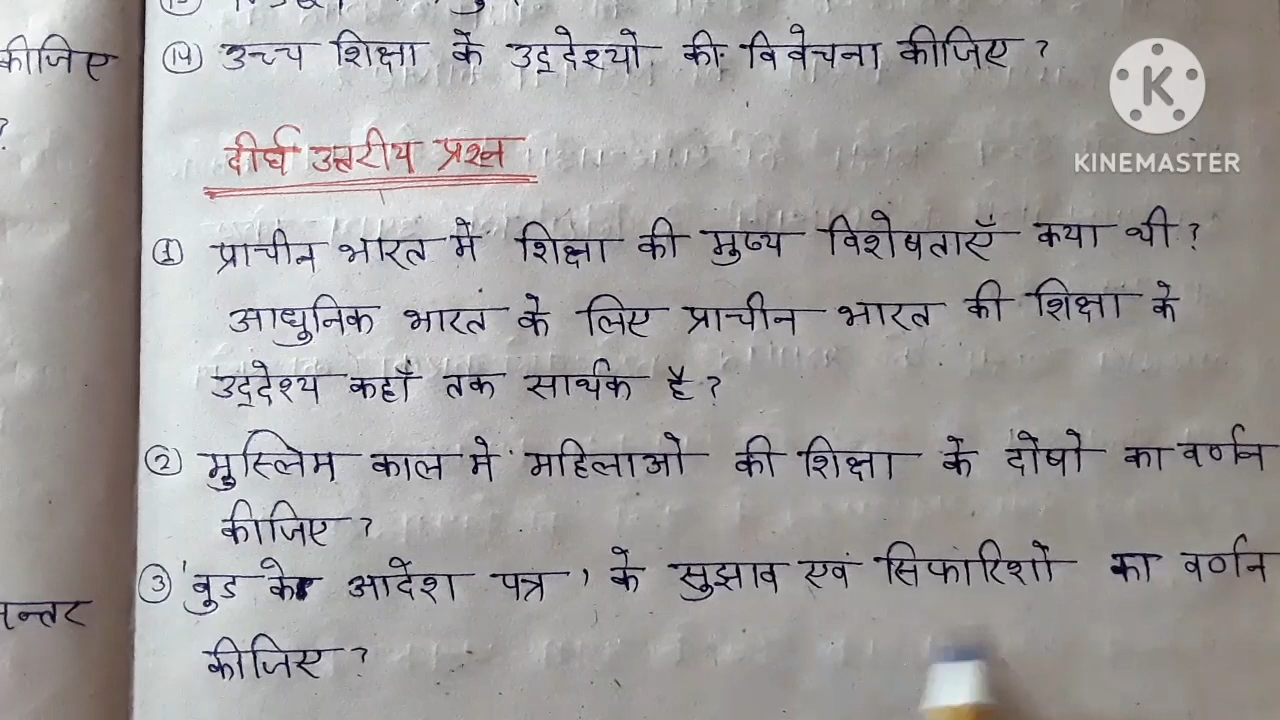 कीजिए
?
(14) उच्च शिक्षा के उद्देश्यो की विवेचना कीजिए ?
KINEMASTER
दीर्घ उत्तरीय प्रश्न
① प्राचीन भारत में शिक्षा की मुख्य विशेषताएँ क्या थी ?
आधुनिक भारत के लिए प्राचीन भारत की शिक्षा के
उद्देश्य कहाँ तक सार्थक है ?
② मुस्लिम काल मे महिलाओ की शिक्षा के दोषो का वर्णन
कीजिए ?
③ 'वुड के आदेश पत्र' के सुझाव एवं सिफारिशो का वर्णन
कीजिए ?